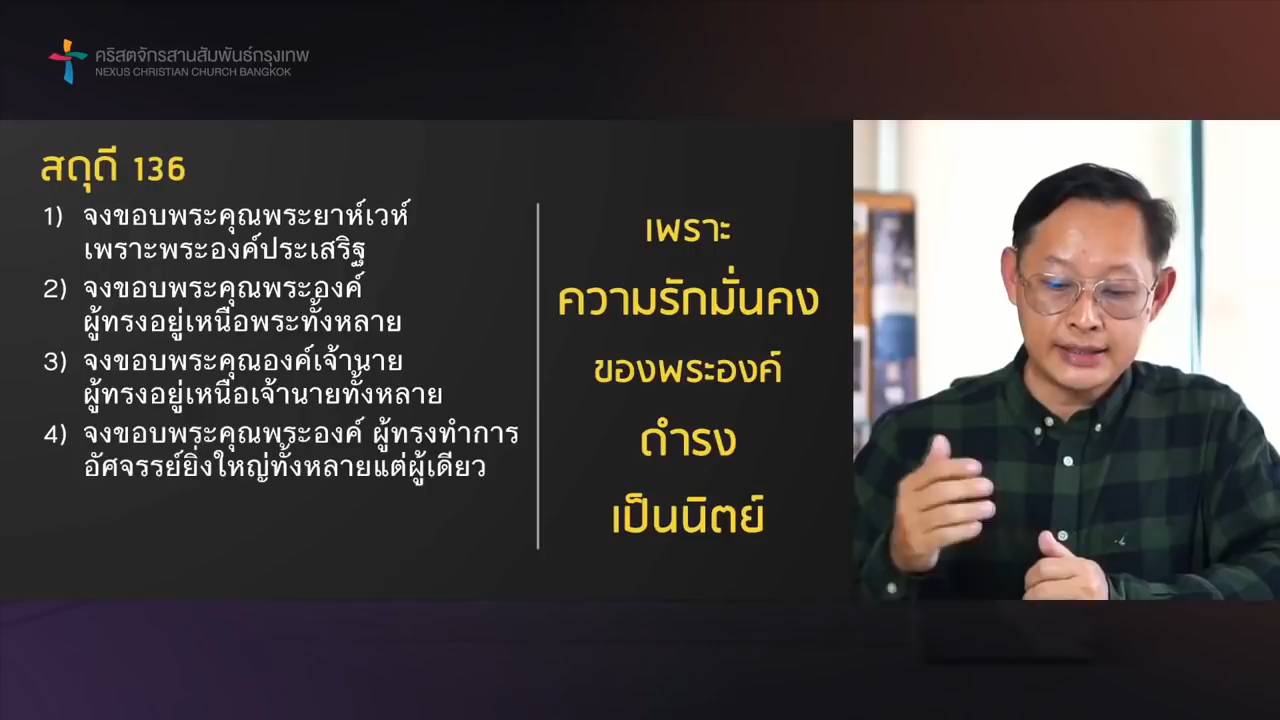 คริสตจักรสานสัมพันธ์กรุงเทพ
NEXUS CHRISTIAN CHURCH BANGKOK
สดุดี 136
1) จงขอบพระคุณพระยาห์เวห์
เพราะพระองค์ประเสริฐ
2) จงขอบพระคุณพระองค์
ผู้ทรงอยู่เหนือพระทั้งหลาย
3) จงขอบพระคุณองค์เจ้านาย
ผู้ทรงอยู่เหนือเจ้านายทั้งหลาย
4) จงขอบพระคุณพระองค์ ผู้ทรงทำการ
อัศจรรย์ยิ่งใหญ่ทั้งหลายแต่ผู้เดียว
เพราะ
ความรักมั่นคง
ของพระองค์
ดำรง
เป็นนิตย์